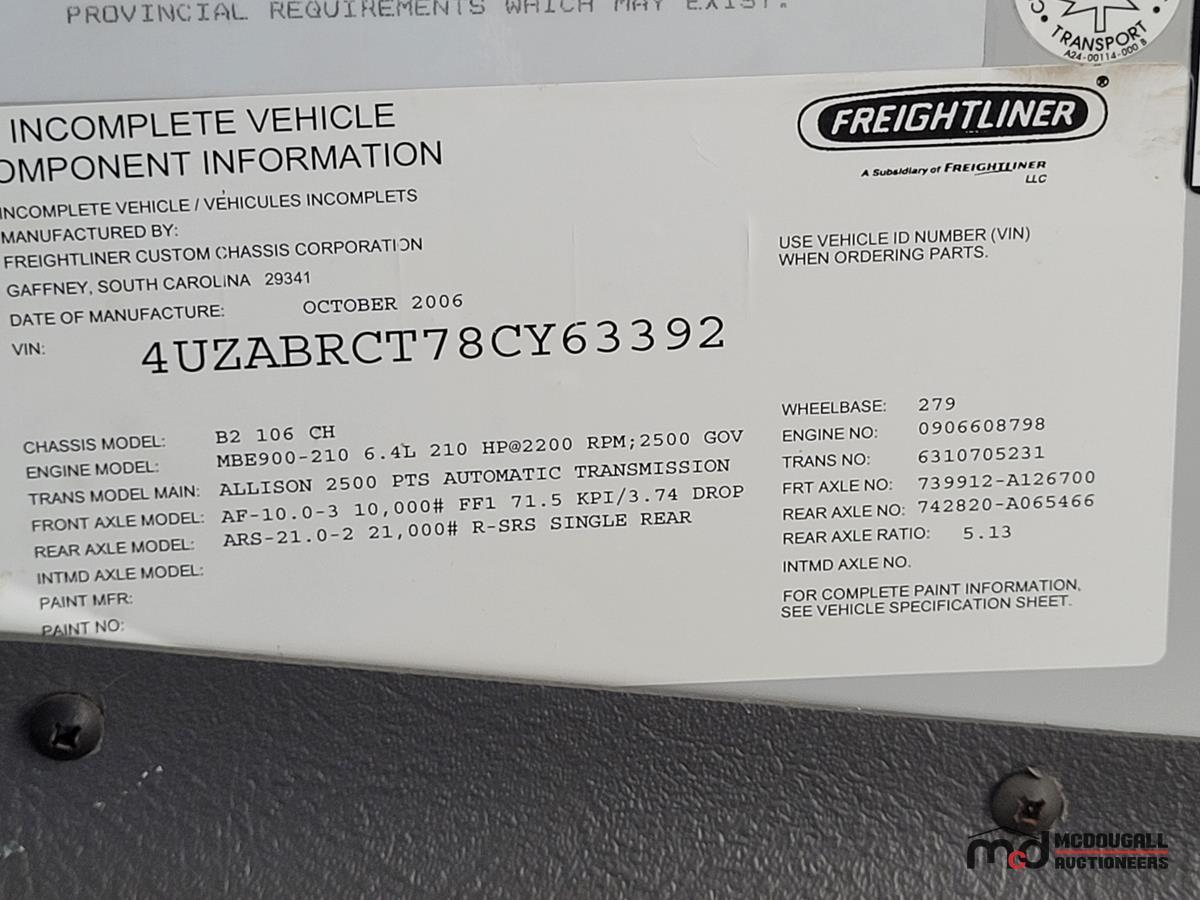 PROVINCIAL REQUIREMENTS WHICH MAY EXIST.
TRANSPORT
A24-00114-000 B
INCOMPLETE VEHICLE
OMPONENT INFORMATION
INCOMPLETE VEHICLE / VÉHICULES INCOMPLETS
MANUFACTURED BY:
FREIGHTLINER CUSTOM CHASSIS CORPORATION
GAFFNEY, SOUTH CAROLINA 29341
DATE OF MANUFACTURE: OCTOBER 2006
VIN: 4UZABRCT78CY63392
FREIGHTLINER ®
A Subsidiary of FREIGHTLINER
LLC
USE VEHICLE ID NUMBER (VIN)
WHEN ORDERING PARTS.
CHASSIS MODEL: B2 106 CH
ENGINE MODEL: MBE900-210 6.4L 210 HP@2200 RPM;2500 GOV
TRANS MODEL MAIN: ALLISON 2500 PTS AUTOMATIC TRANSMISSION
FRONT AXLE MODEL: AF-10.0-3 10,000# FF1 71.5 KPI/3.74 DROP
REAR AXLE MODEL: ARS-21.0-2 21,000# R-SRS SINGLE REAR
INTMD AXLE MODEL:
PAINT MFR:
PAINT NO:
WHEELBASE: 279
ENGINE NO: 0906608798
TRANS NO: 6310705231
FRT AXLE NO: 739912-A126700
REAR AXLE NO: 742820-A065466
REAR AXLE RATIO: 5.13
INTMD AXLE NO.
FOR COMPLETE PAINT INFORMATION,
SEE VEHICLE SPECIFICATION SHEET.
mcd MCDOUGALL
AUCTIONEERS